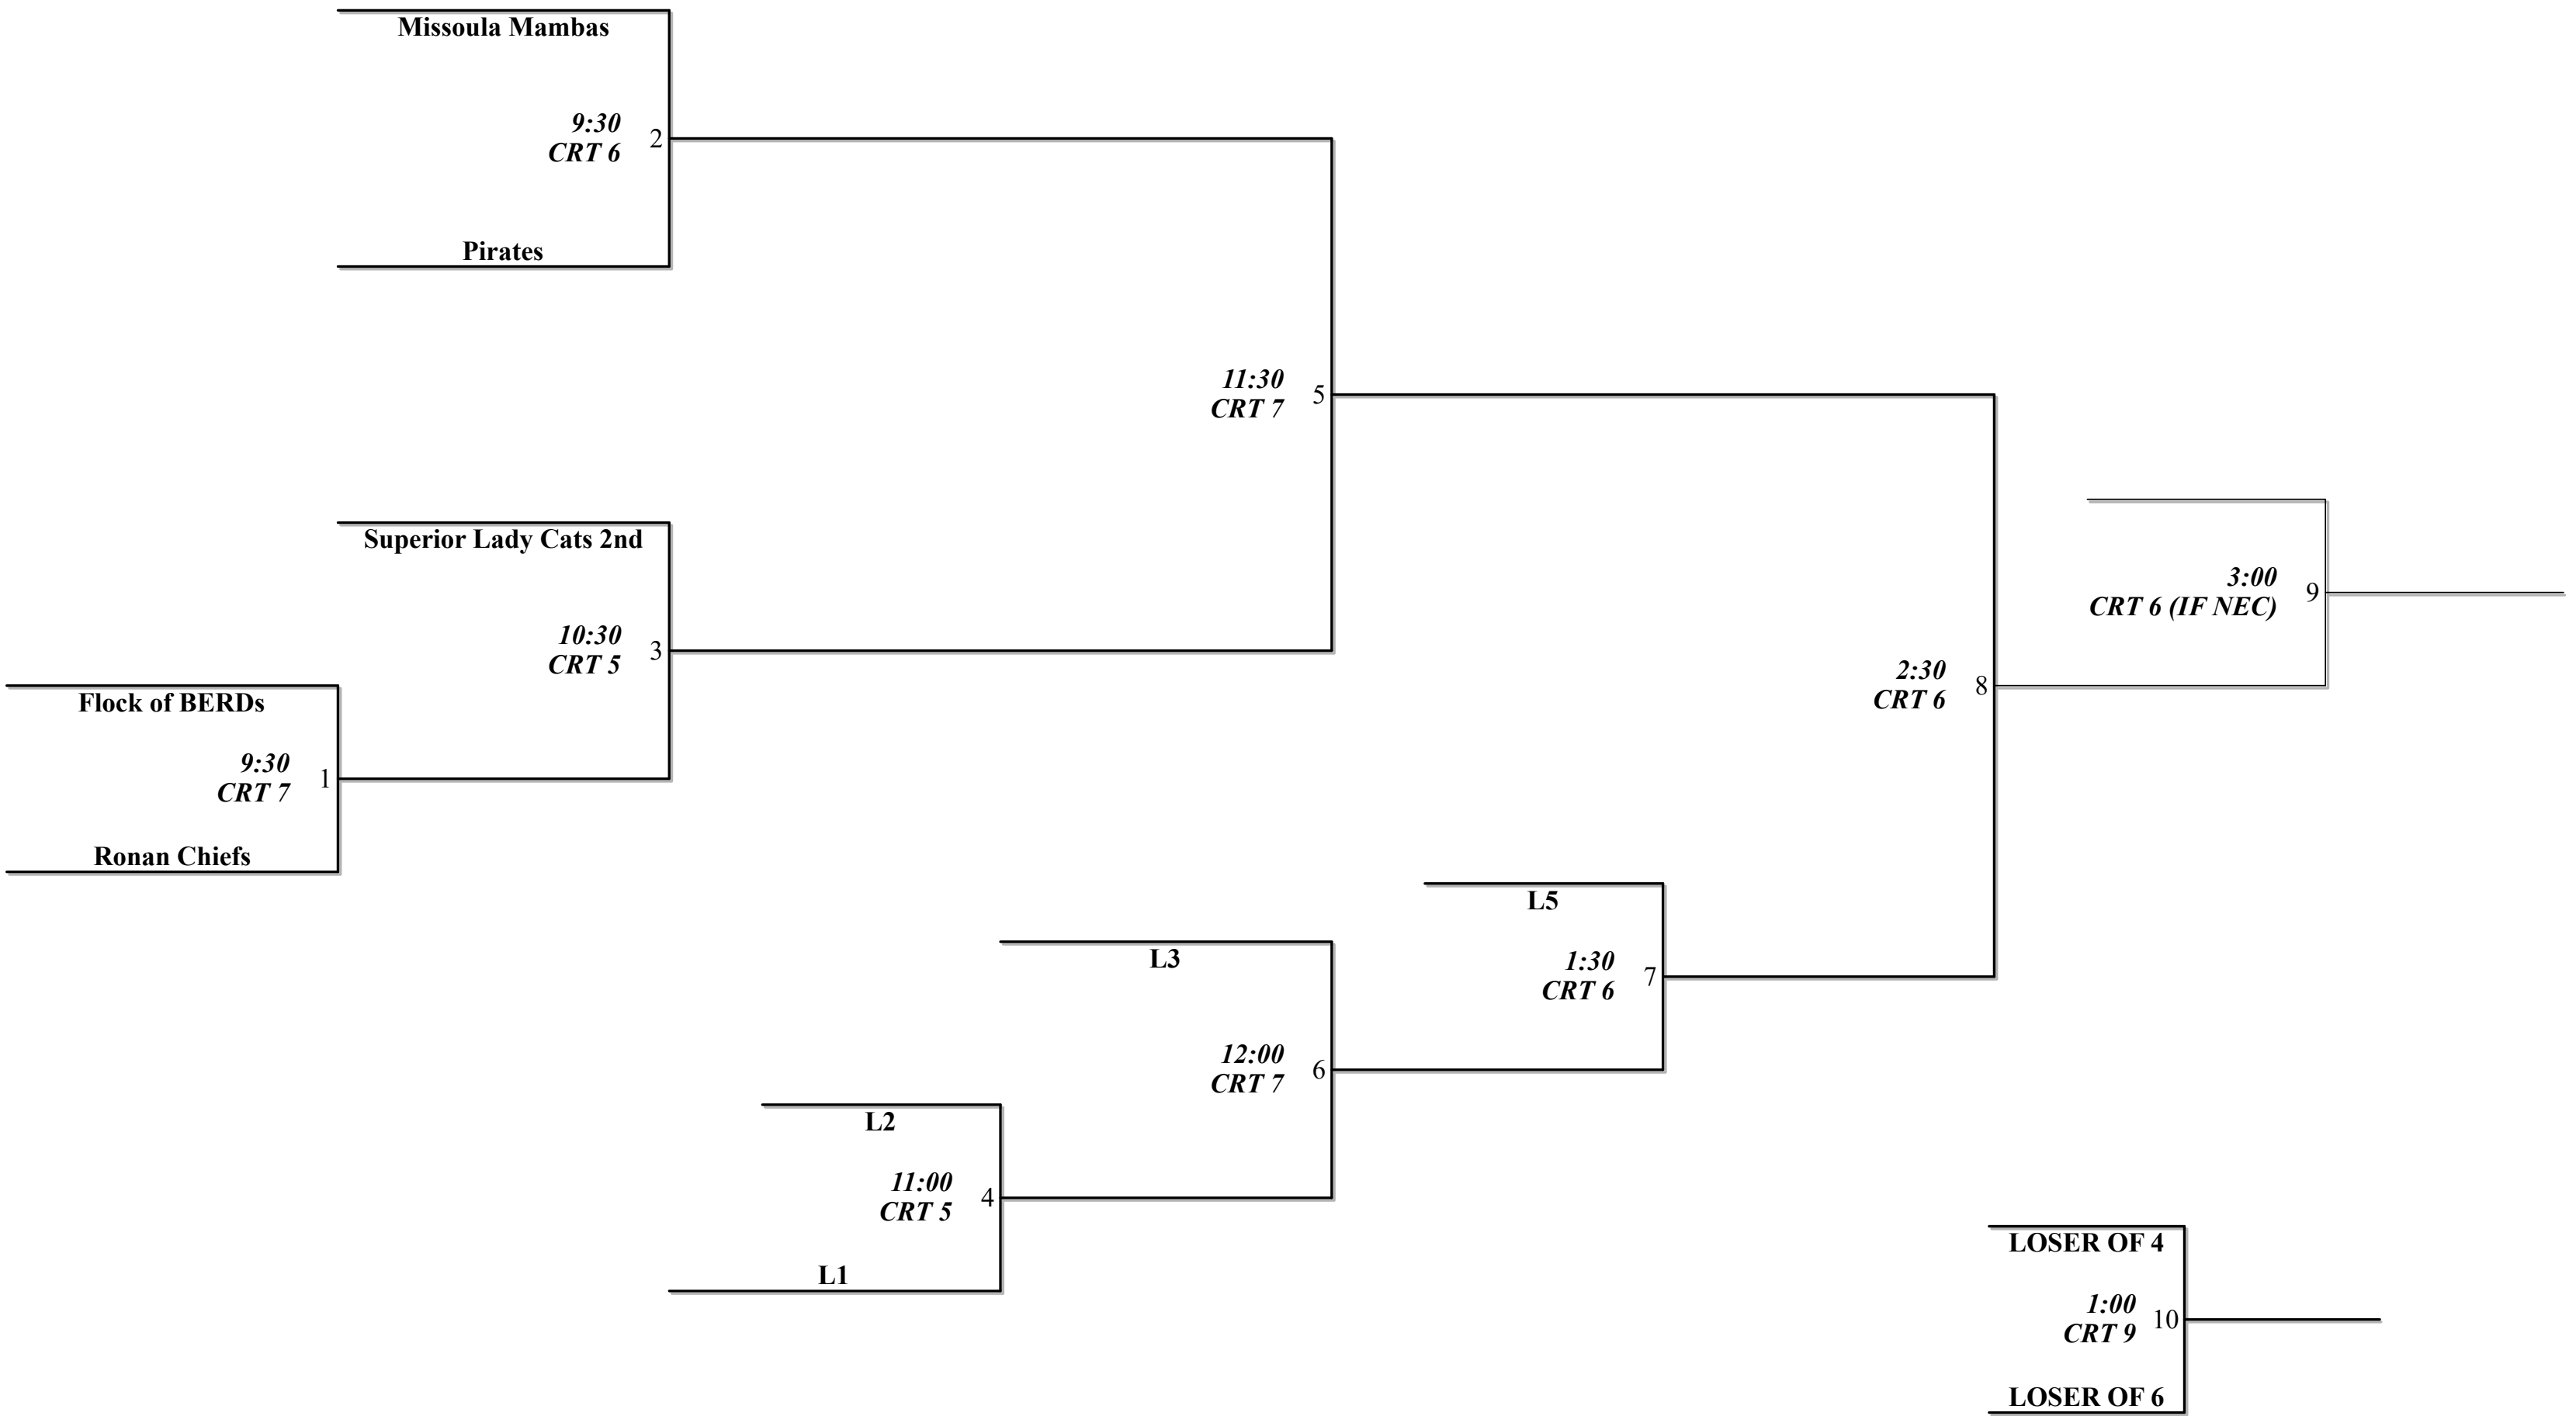 Missoula Mambas
9:30
CRT 6
2
Pirates
11:30
CRT 7
5
Superior Lady Cats 2nd
10:30
CRT 5
3
3:00
CRT 6 (IF NEC)
9
2:30
CRT 6
8
Flock of BERDs
9:30
CRT 7
1
Ronan Chiefs
L5
1:30
CRT 6
7
L3
12:00
CRT 7
6
L2
11:00
CRT 5
4
L1
LOSER OF 4
1:00
CRT 9
10
LOSER OF 6